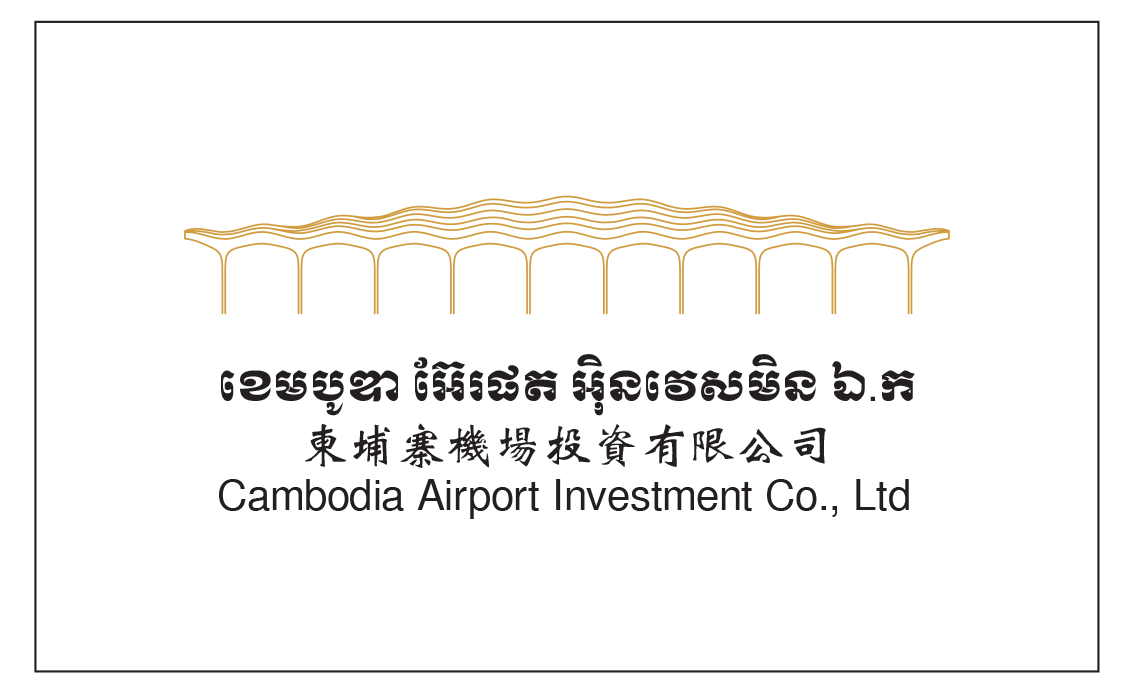 ខេមបូឌា អ៊ែរផត អ៊ិនវេសមិន ឯ.ក
東埔寨機場投資有限公司
Cambodia Airport Investment Co., Ltd